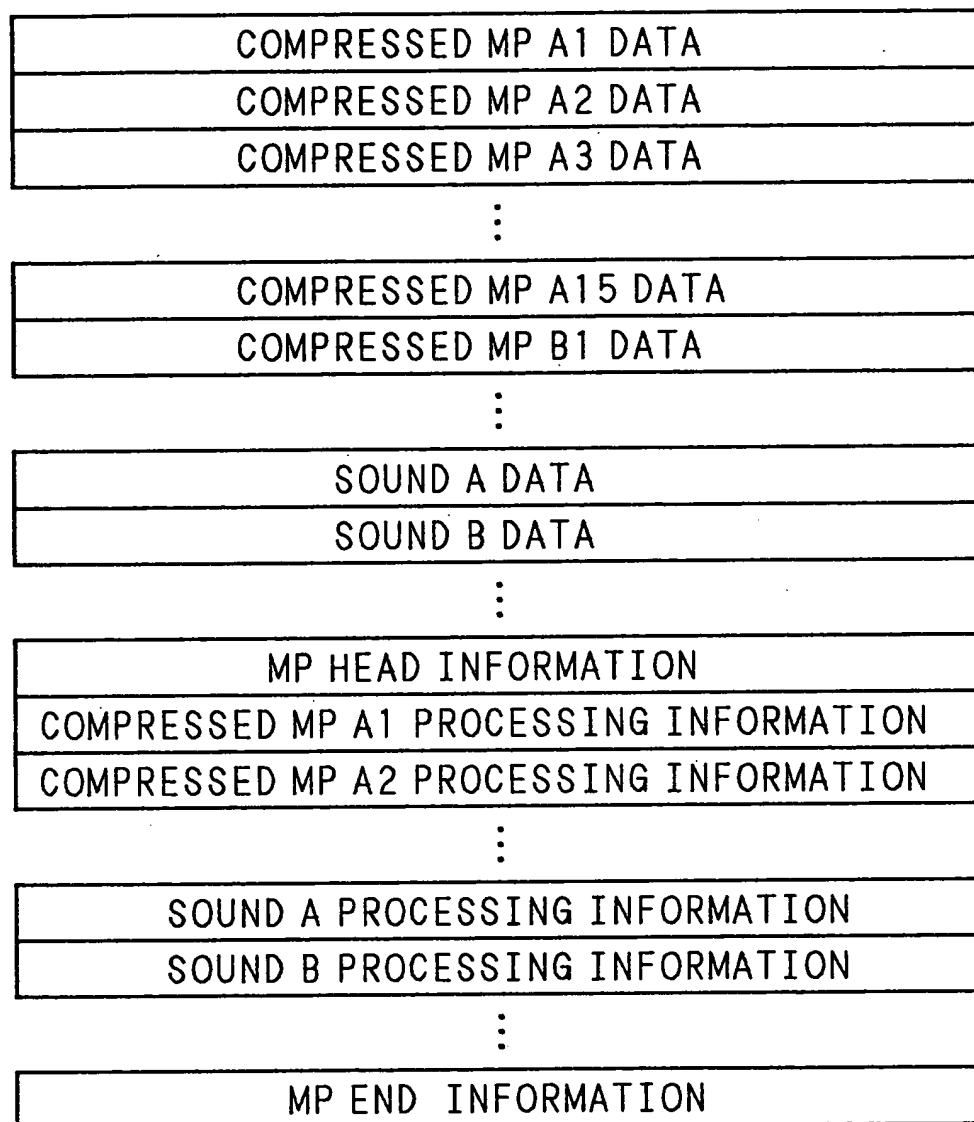 COMPRESSED MP A1 DATA
COMPRESSED MP A2 DATA
COMPRESSED MP A3 DATA
COMPRESSED MP A15 DATA
COMPRESSED MP B1 DATA
SOUND A DATA
SOUND B DATA
MP HEAD INFORMATION
COMPRESSED MP A1 PROCESSING INFORMATION
COMPRESSED MP A2 PROCESSING INFORMATION
SOUND A PROCESSING INFORMATION
SOUND B PROCESSING INFORMATION
MP END INFORMATION